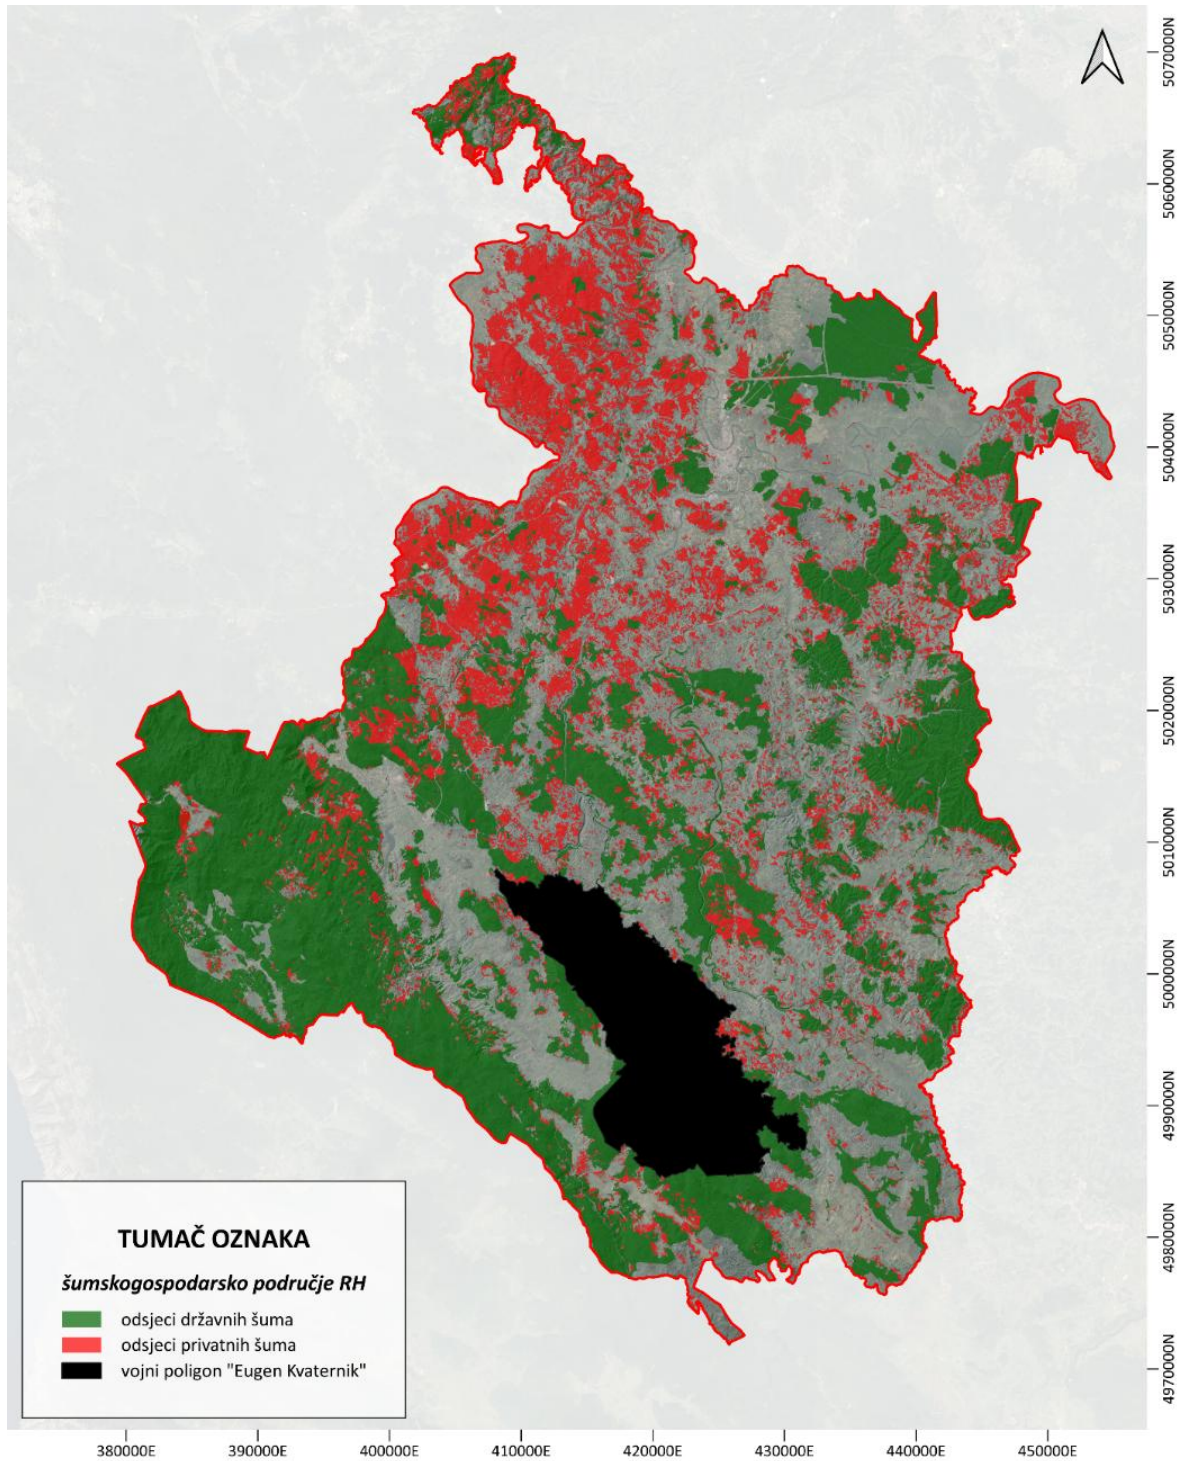 5070000N
5060000N
5050000N
5040000N
5030000N
5020000N
5010000N
5000000N
4990000N
4980000N
4970000N
TUMAČ OZNAKA
šumskogospodarsko područje RH
odsjeci državnih šuma
odsjeci privatnih šuma
vojni poligon "Eugen Kvaternik"
380000E 390000E 400000E 410000E 420000E 430000E 440000E 450000E